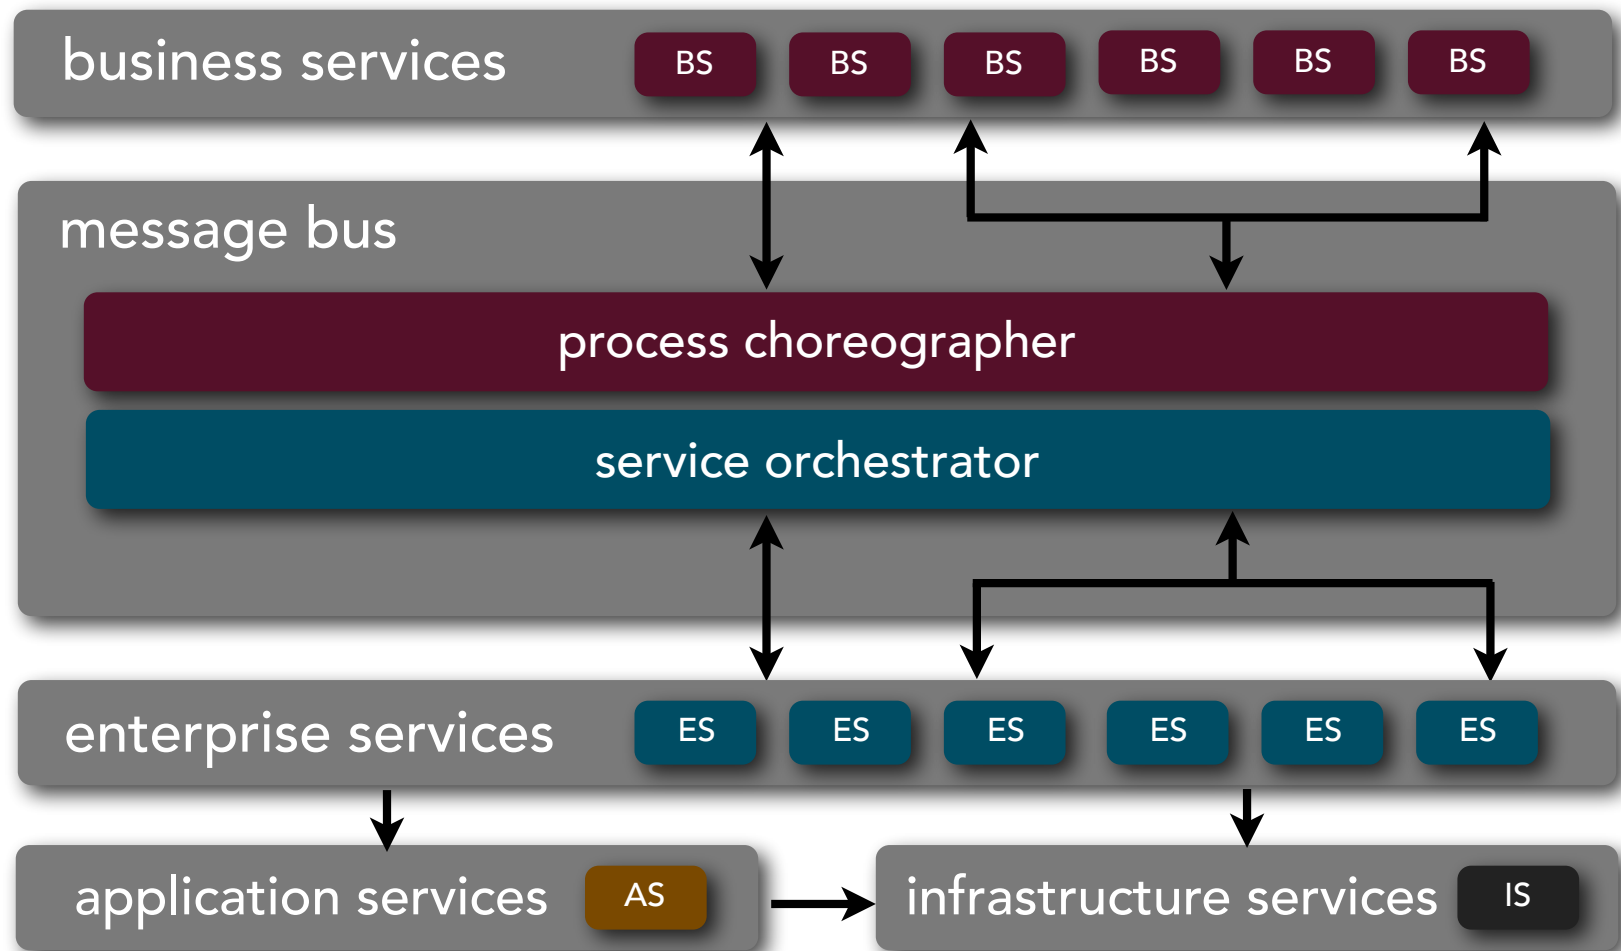 business services BS BS BS BS BS BS
message bus
process choreographer
service orchestrator
enterprise services ES ES ES ES ES ES
application services AS infrastructure services IS